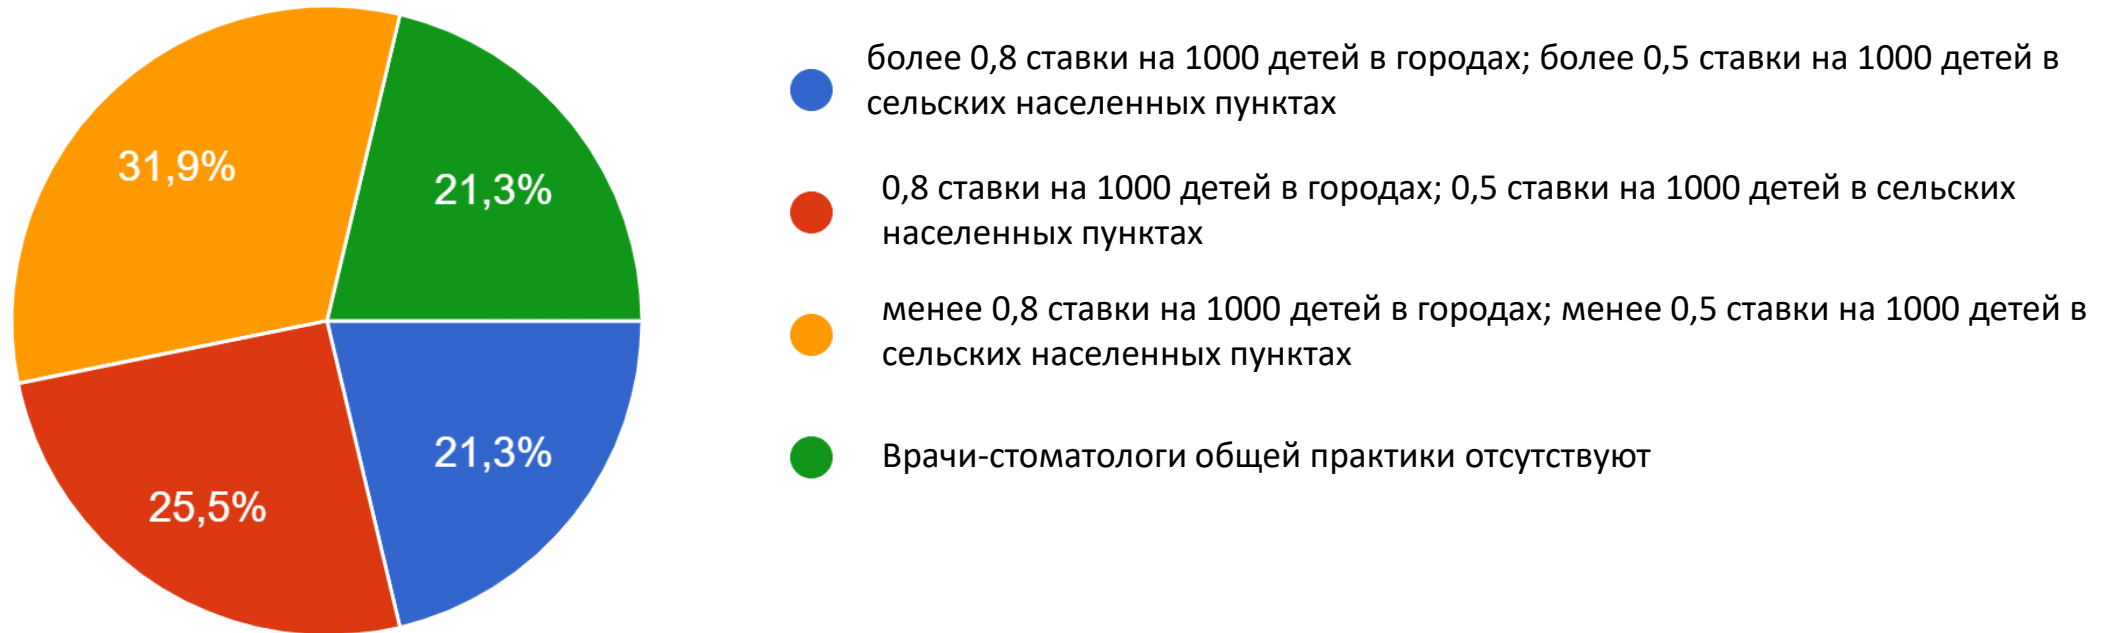 31,9%
21,3%
25,5%
21,3%
более 0,8 ставки на 1000 детей в городах; более 0,5 ставки на 1000 детей в
сельских населенных пунктах
0,8 ставки на 1000 детей в городах; 0,5 ставки на 1000 детей в сельских
населенных пунктах
менее 0,8 ставки на 1000 детей в городах; менее 0,5 ставки на 1000 детей в
сельских населенных пунктах
Врачи-стоматологи общей практики отсутствуют